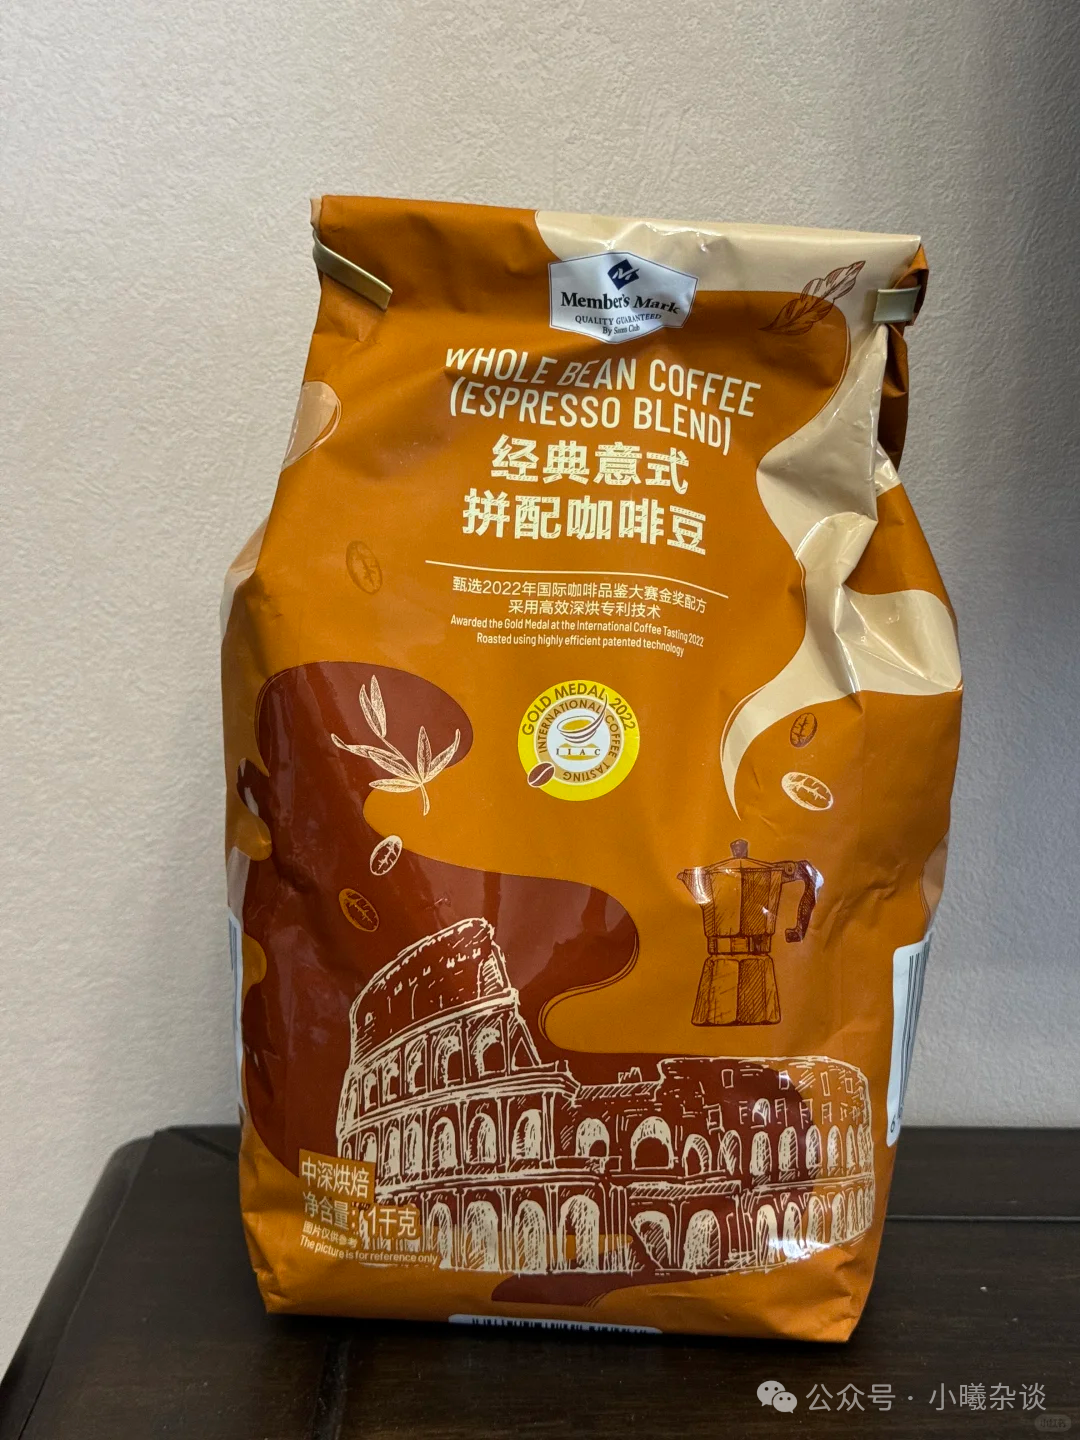 Member's Mark
QUALITY GUARANTEED
By Sam's Club
WHOLE BEAN COFFEE
(ESPRESSO BLEND)
经典意式
拼配咖啡豆
甄选2022年国际咖啡品鉴大赛金奖配方
采用高效深烘专利技术
Awarded the Gold Medal at the International Coffee Tasting 2022
Roasted using highly efficient patented technology
GOLD MEDAL 2022
INTERNATIONAL COFFEE TASTING
IIAC
中深烘焙
净含量:1千克
图片仅供参考
The picture is for reference only
公众号·小曦杂谈